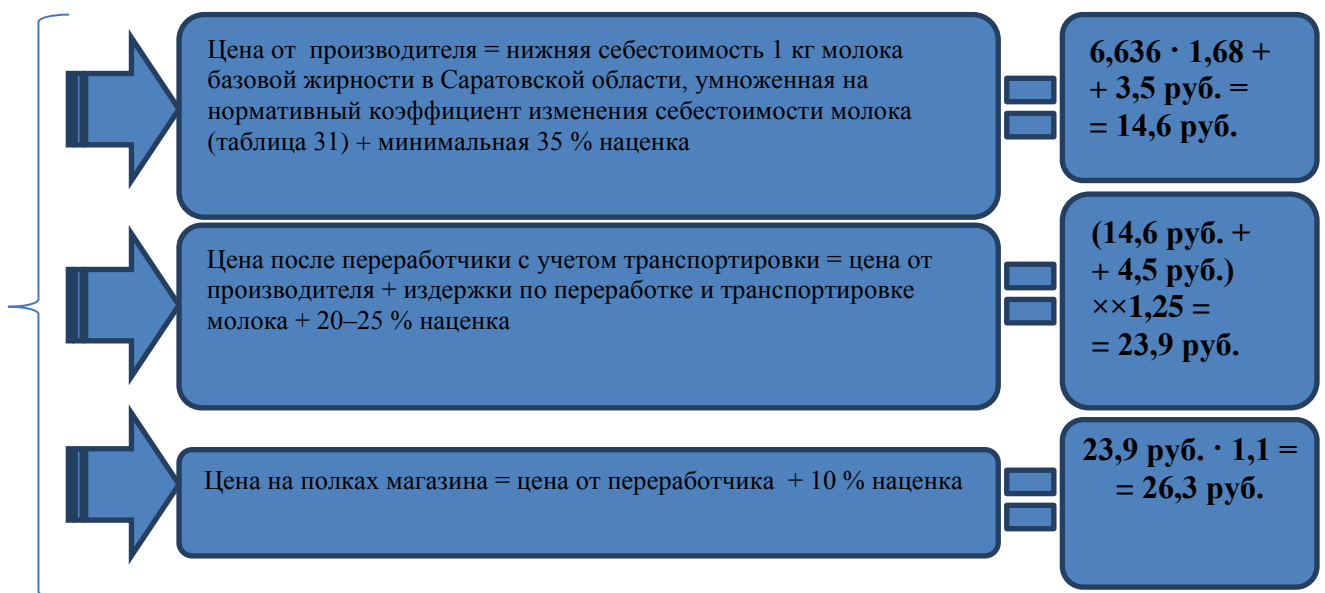 Цена от производителя = нижняя себестоимость 1 кг молока
базовой жирности в Саратовской области, умноженная на
нормативный коэффициент изменения себестоимости молока
(таблица 31) + минимальная 35 % наценка
6,636 · 1,68 +
+ 3,5 руб. =
= 14,6 руб.
Цена после переработчики с учетом транспортировки = цена от
производителя + издержки по переработке и транспортировке
молока + 20–25 % наценка
(14,6 руб. +
+ 4,5 руб.)
××1,25 =
= 23,9 руб.
Цена на полках магазина = цена от переработчика + 10 % наценка
23,9 руб. · 1,1 =
= 26,3 руб.